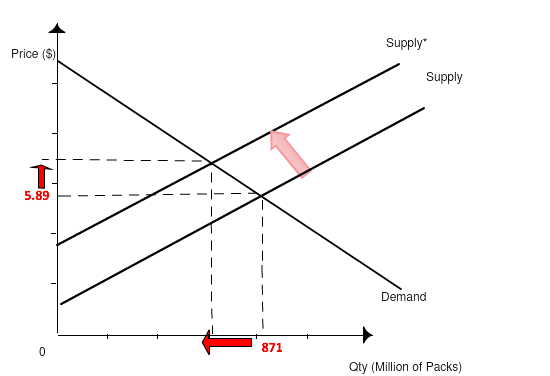 Supply*
Price ($)
Supply
5.89
Demand
871
0
Qty (Million of Packs)